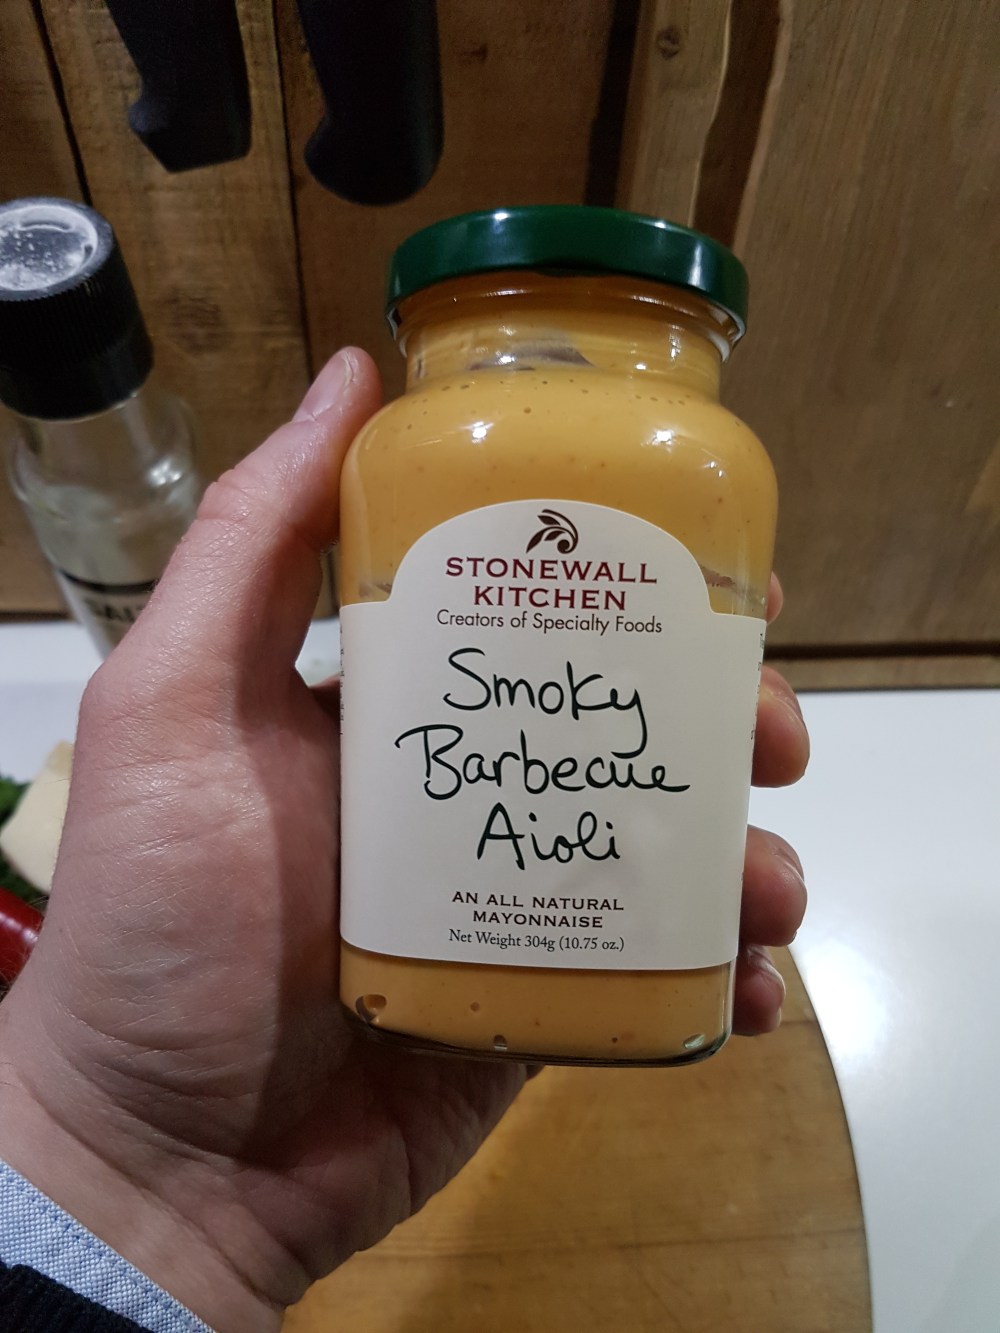 STONEWALL
KITCHEN
Creators of Specialty Foods
Smoky
Barbecue
Aioli
AN ALL NATURAL
MAYONNAISE
Net Weight 304g (10.75 oz.)